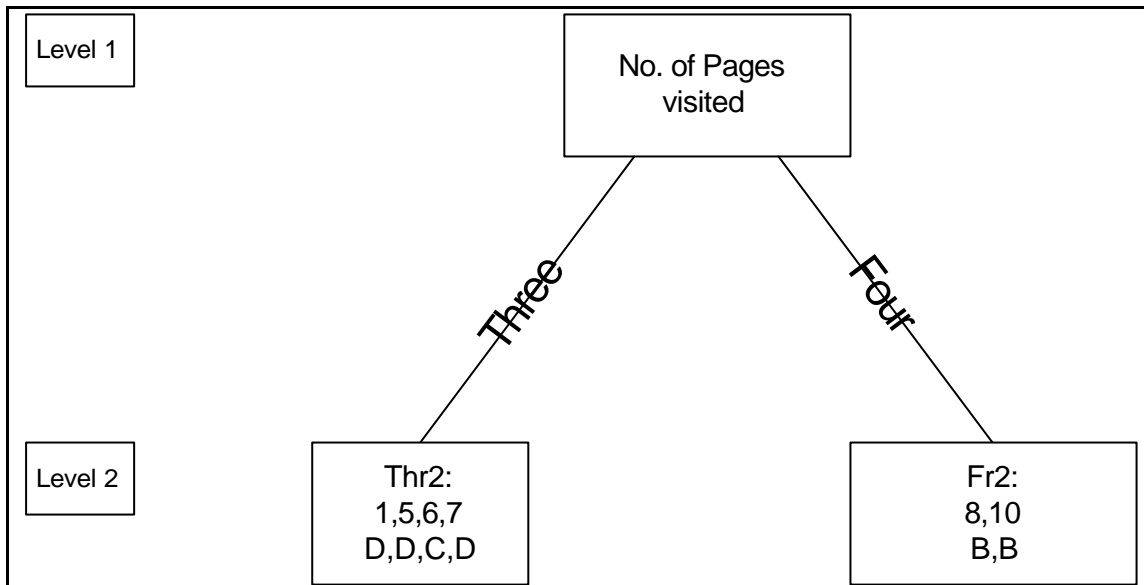 Level 1
No. of Pages
visited
Three
Four
Level 2
Thr2:
1,5,6,7
D,D,C,D
Fr2:
8,10
B,B